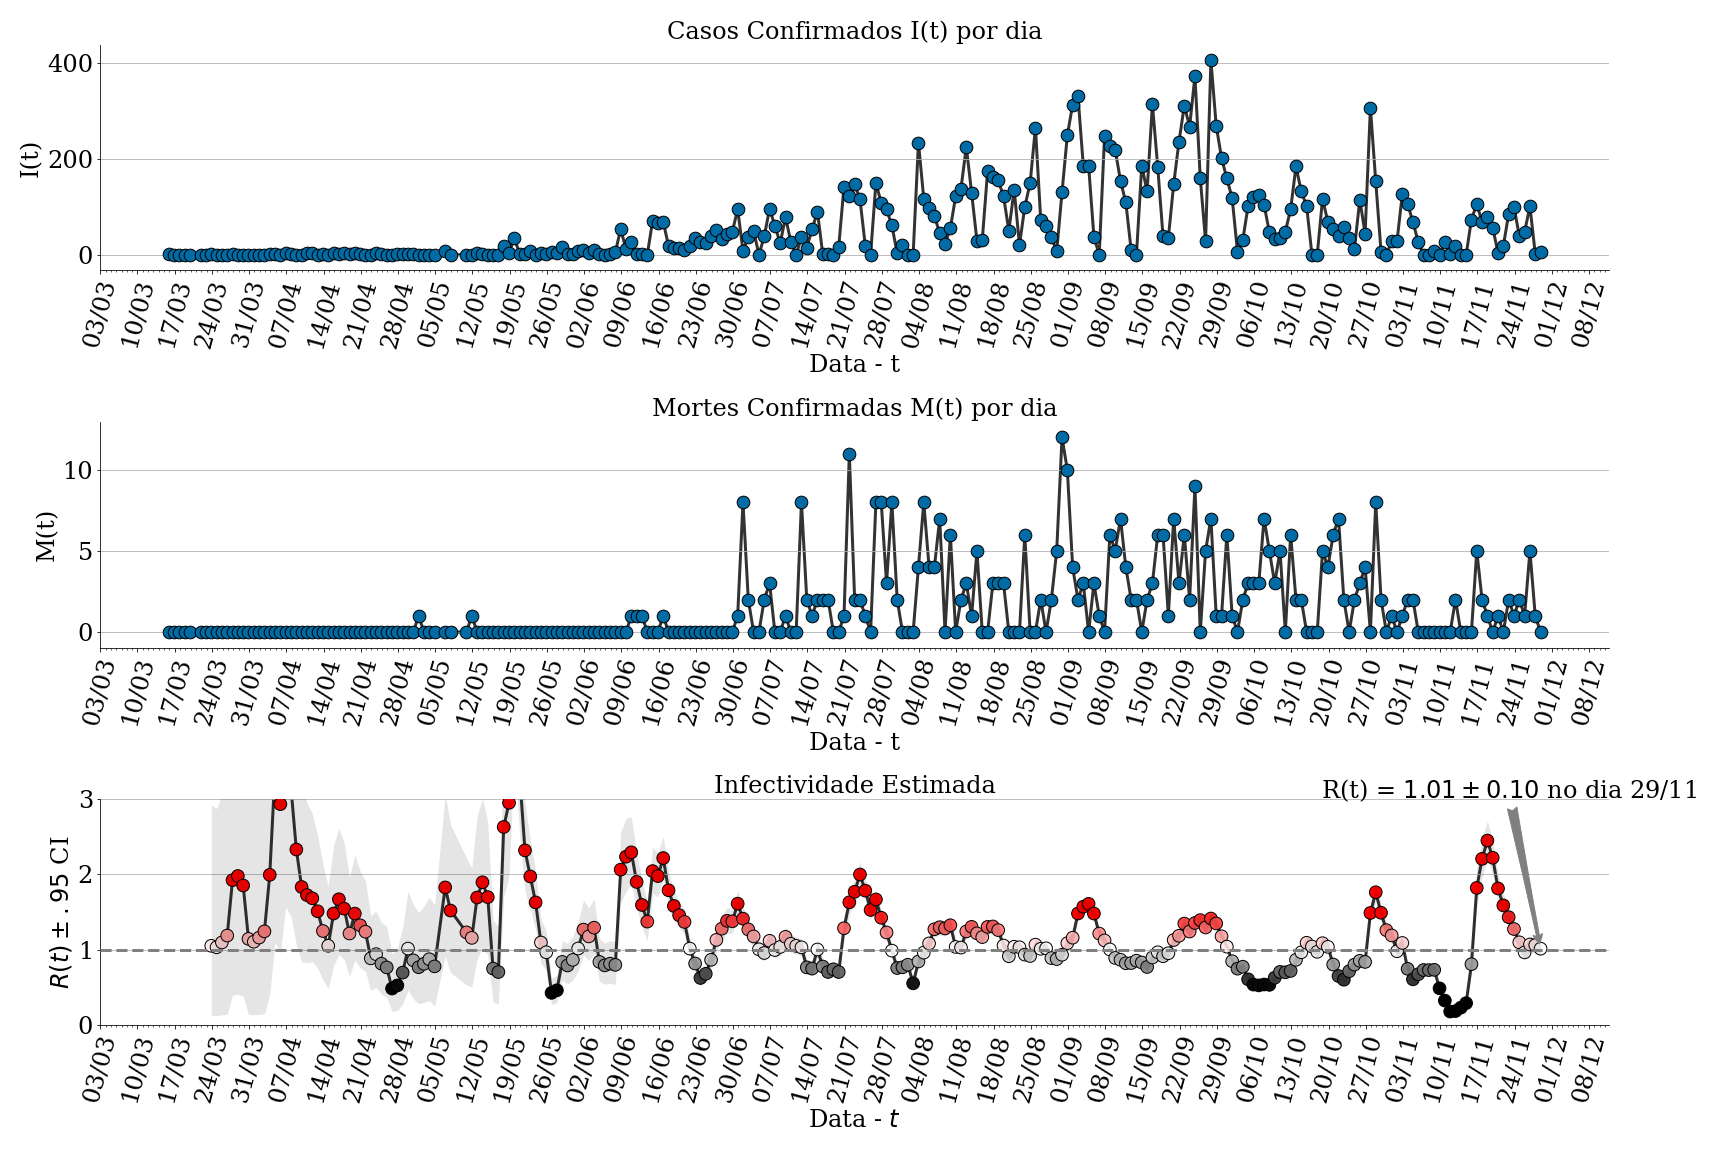 Casos Confirmados I(t) por dia
400
200
0
I(t)
03/03 10/03 17/03 24/03 31/03 07/04 14/04 21/04 28/04 05/05 12/05 19/05 26/05 02/06 09/06 16/06 23/06 30/06 07/07 14/07 21/07 28/07 04/08 11/08 18/08 25/08 01/09 08/09 15/09 22/09 29/09 06/10 13/10 20/10 27/10 03/11 10/11 17/11 24/11 01/12 08/12
Data - t
Mortes Confirmadas M(t) por dia
10
5
0
M(t)
03/03 10/03 17/03 24/03 31/03 07/04 14/04 21/04 28/04 05/05 12/05 19/05 26/05 02/06 09/06 16/06 23/06 30/06 07/07 14/07 21/07 28/07 04/08 11/08 18/08 25/08 01/09 08/09 15/09 22/09 29/09 06/10 13/10 20/10 27/10 03/11 10/11 17/11 24/11 01/12 08/12
Data - t
Infectividade Estimada
R(t) = 1.01 ± 0.10 no dia 29/11
3
2
1
0
R(t) ± .95 CI
03/03 10/03 17/03 24/03 31/03 07/04 14/04 21/04 28/04 05/05 12/05 19/05 26/05 02/06 09/06 16/06 23/06 30/06 07/07 14/07 21/07 28/07 04/08 11/08 18/08 25/08 01/09 08/09 15/09 22/09 29/09 06/10 13/10 20/10 27/10 03/11 10/11 17/11 24/11 01/12 08/12
Data - t